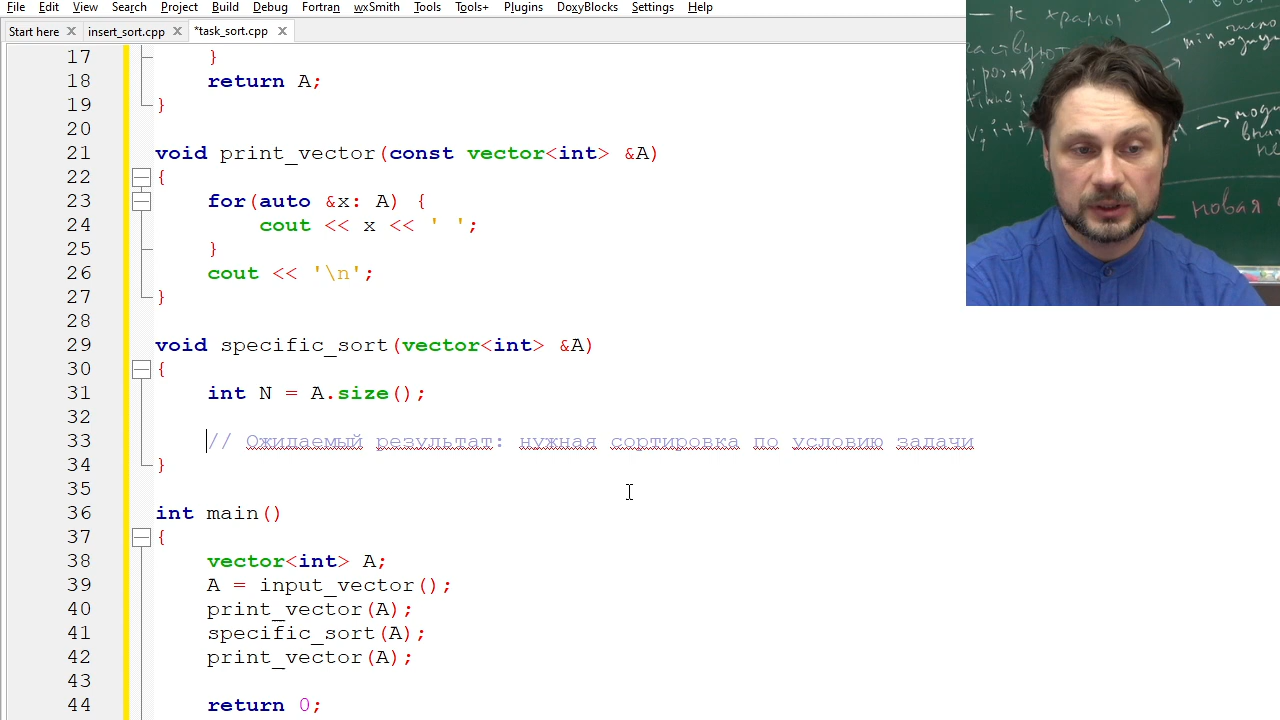 File Edit View Search Project Build Debug Fortran wxSmith Tools Tools+ Plugins DoxyBlocks Settings Help
Start here insert_sort.cpp *task_sort.cpp
17 }
18 return A;
19 }
20
21 void print_vector(const vector<int> &A)
22 {
23 for(auto &x: A) {
24 cout << x << ' ';
25 }
26 cout << '\n';
27 }
28
29 void specific_sort(vector<int> &A)
30 {
31 int N = A.size();
32
33 // Ожидаемый результат: нужная сортировка по условию задачи
34 }
35
36 int main()
37 {
38 vector<int> A;
39 A = input_vector();
40 print_vector(A);
41 specific_sort(A);
42 print_vector(A);
43
44 return 0;
— к храмы
min число
новая